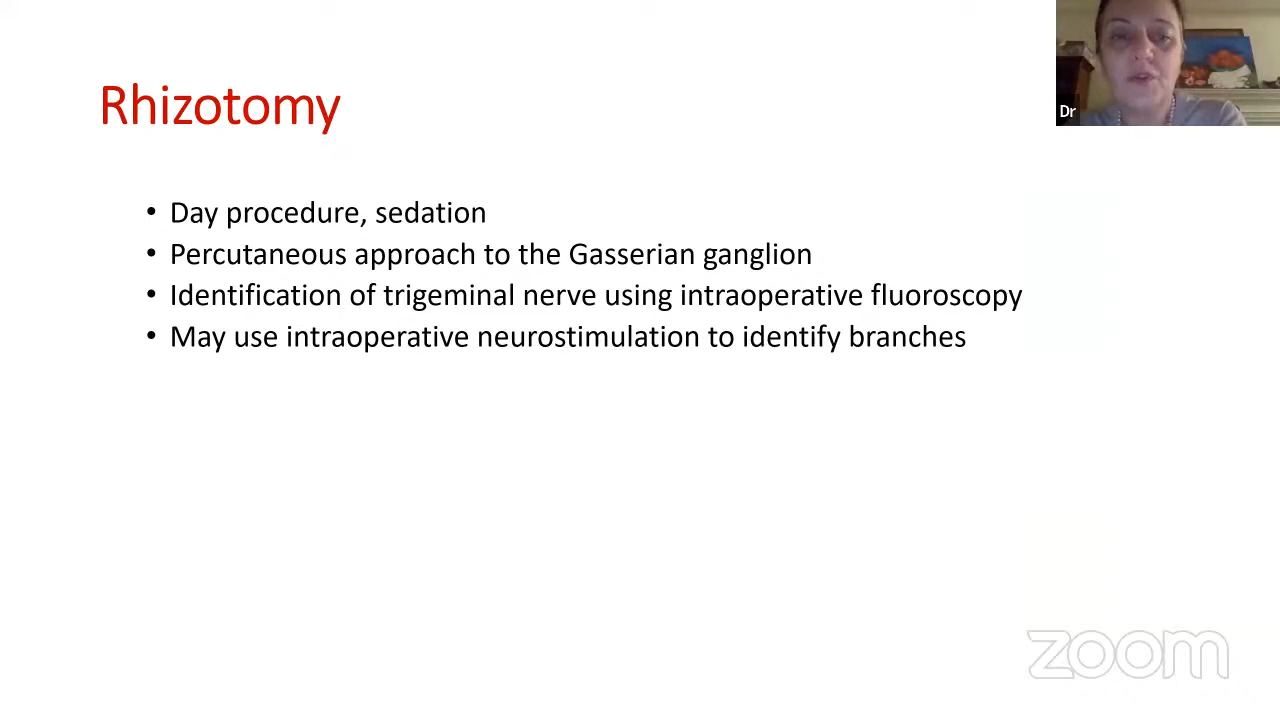 Rhizotomy
Dr
• Day procedure, sedation
• Percutaneous approach to the Gasserian ganglion
• Identification of trigeminal nerve using intraoperative fluoroscopy
• May use intraoperative neurostimulation to identify branches
zoom